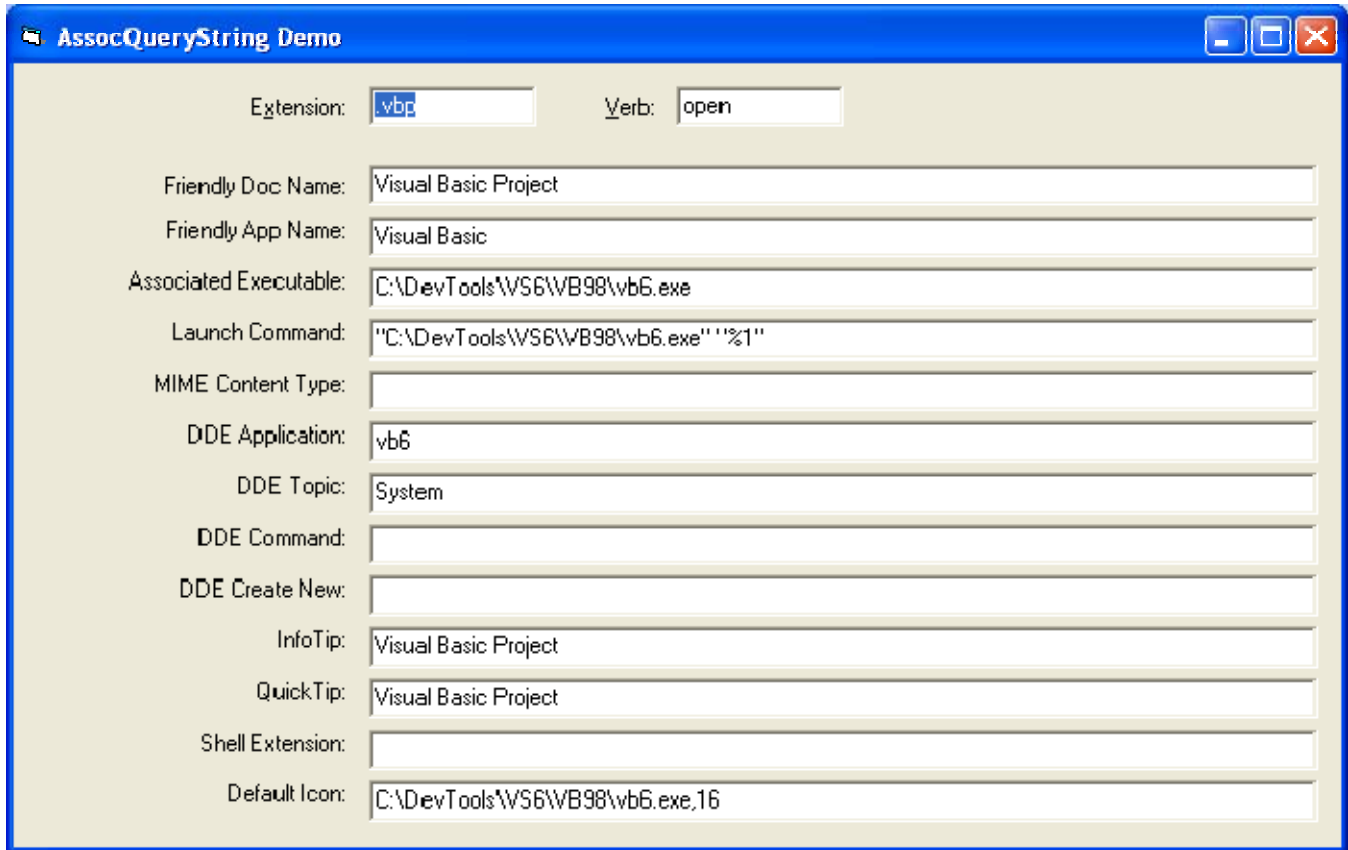 AssocQueryString Demo
Extension: .vbp Verb: open
Friendly Doc Name: Visual Basic Project
Friendly App Name: Visual Basic
Associated Executable: C:\DevTools\VS6\VB98\vb6.exe
Launch Command: "C:\DevTools\VS6\VB98\vb6.exe" "%1"
MIME Content Type:
DDE Application: vb6
DDE Topic: System
DDE Command:
DDE Create New:
InfoTip: Visual Basic Project
QuickTip: Visual Basic Project
Shell Extension:
Default Icon: C:\DevTools\VS6\VB98\vb6.exe,16